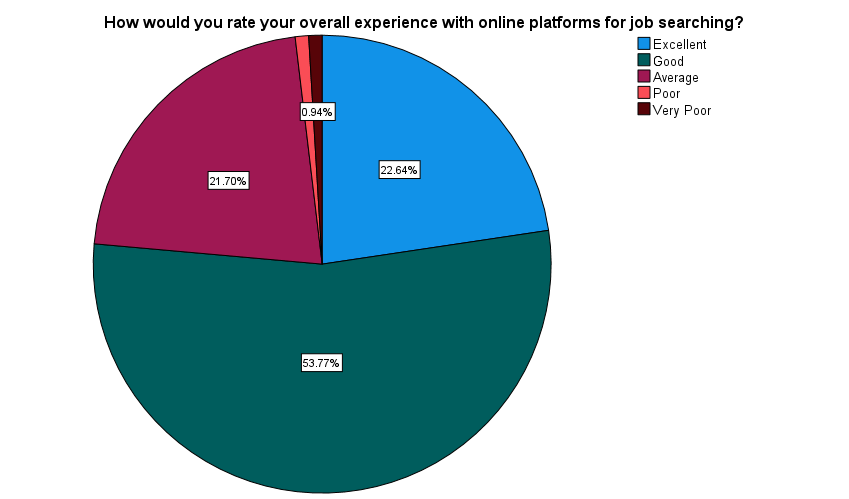 How would you rate your overall experience with online platforms for job searching?
Excellent
Good
Average
Poor
Very Poor
0.94%
22.64%
21.70%
53.77%